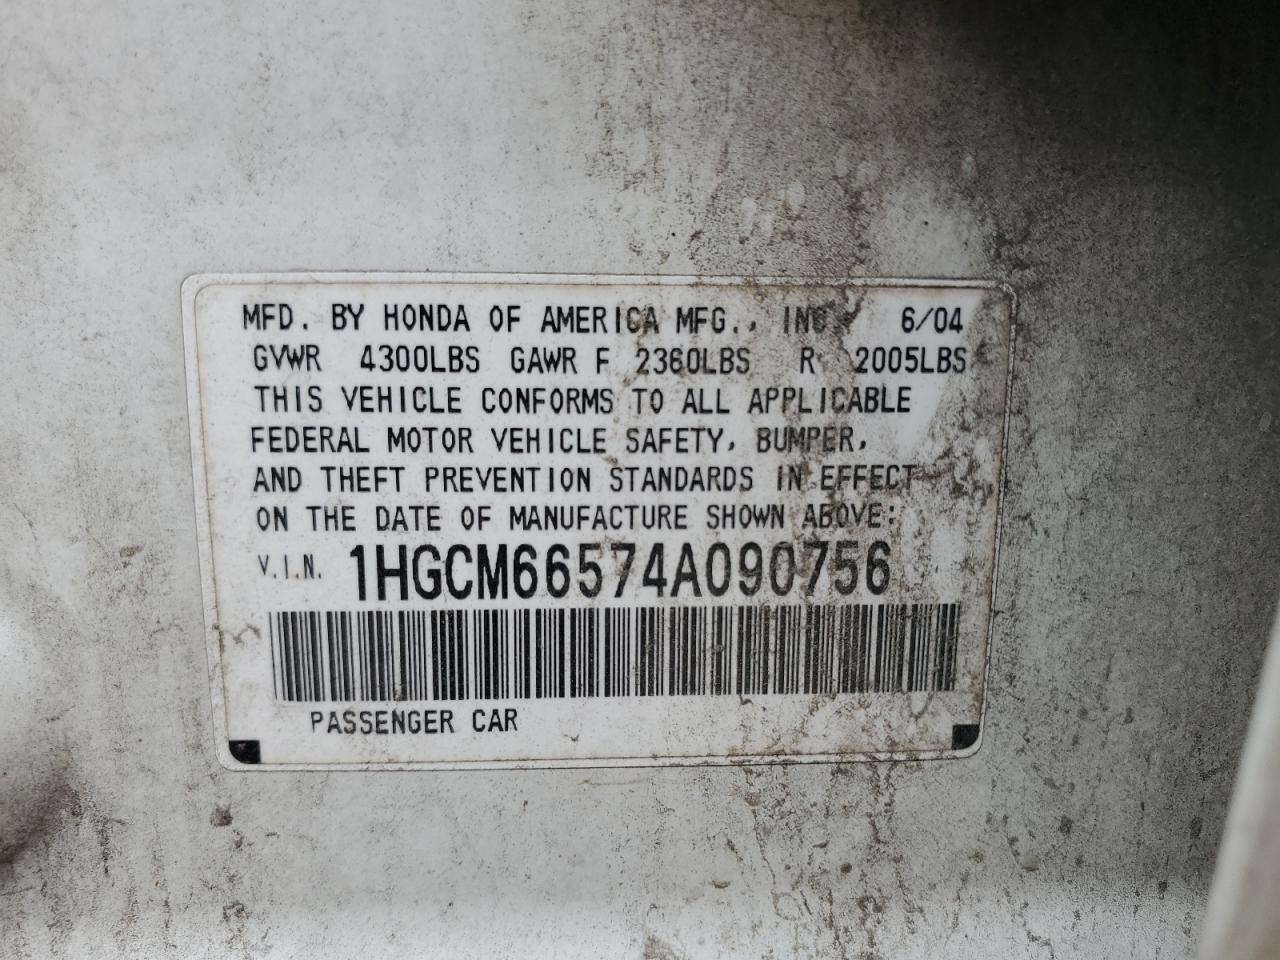 MFD. BY HONDA OF AMERICA MFG., INC. 6/04
GVWR 4300LBS GAWR F 2360LBS R 2005LBS
THIS VEHICLE CONFORMS TO ALL APPLICABLE
FEDERAL MOTOR VEHICLE SAFETY, BUMPER,
AND THEFT PREVENTION STANDARDS IN EFFECT
ON THE DATE OF MANUFACTURE SHOWN ABOVE:
V.I.N. 1HGCM66574A090756
PASSENGER CAR